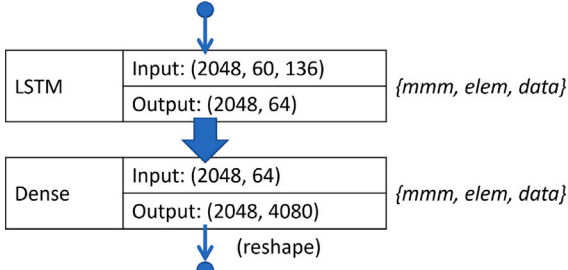 LSTM
Input: (2048, 60, 136)
Output: (2048, 64)
{mmm, elem, data}
Dense
Input: (2048, 64)
Output: (2048, 4080)
{mmm, elem, data}
(reshape)